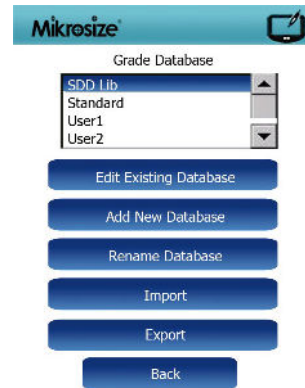 Mikrosize
Grade Database
SDD Lib
Standard
User1
User2
Edit Existing Database
Add New Database
Rename Database
Import
Export
Back